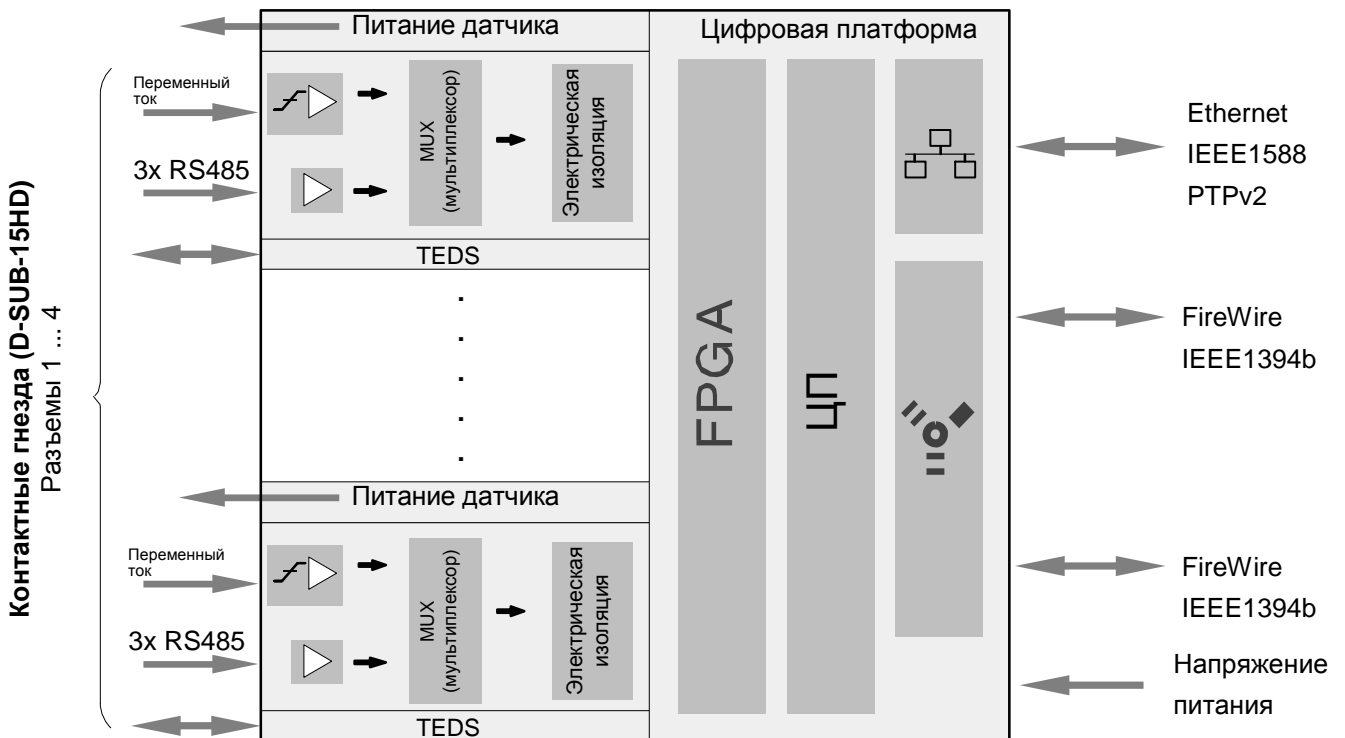 Питание датчика
Цифровая платформа
Переменный
ток
3x RS485
MUX
(мультиплексор)
Электрическая
изоляция
TEDS
Контактные гнезда (D-SUB-15HD)
Разъемы 1 ... 4
.
.
.
.
FPGA
ЦП
Ethernet
IEEE1588
PTPv2
FireWire
IEEE1394b
Питание датчика
Переменный
ток
3x RS485
MUX
(мультиплексор)
Электрическая
изоляция
TEDS
FireWire
IEEE1394b
Напряжение
питания